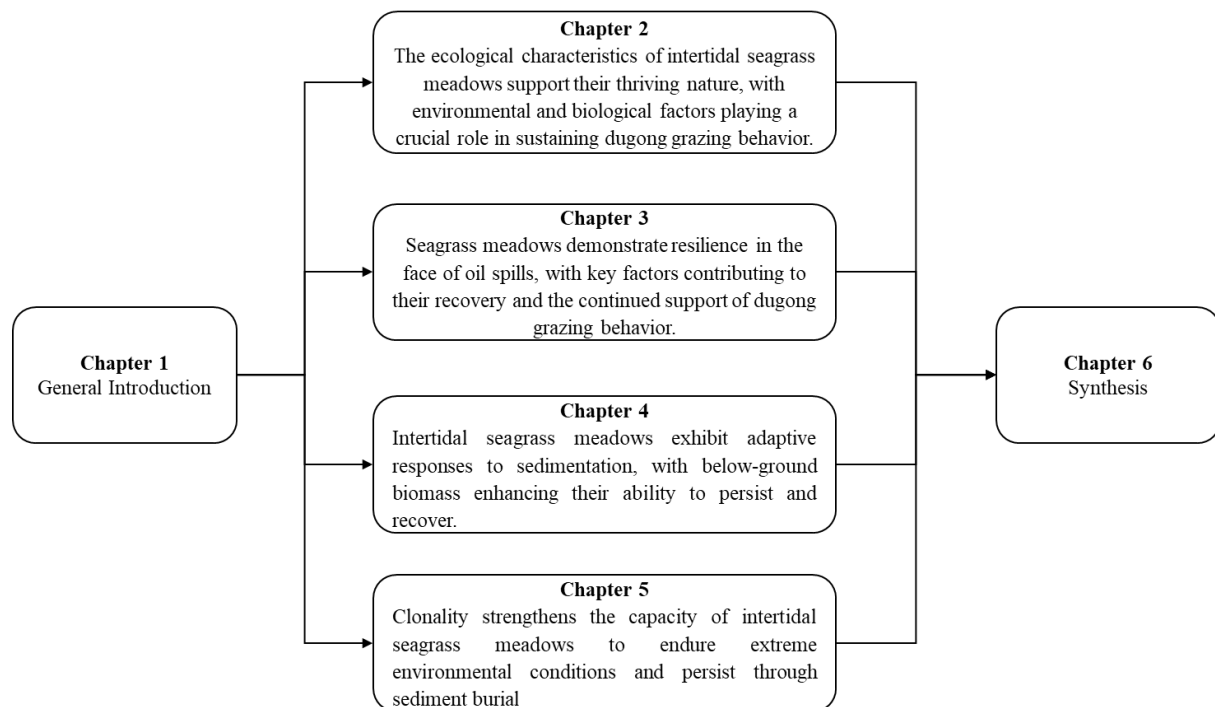 Chapter 1
General Introduction
Chapter 2
The ecological characteristics of intertidal seagrass
meadows support their thriving nature, with
environmental and biological factors playing a
crucial role in sustaining dugong grazing behavior.
Chapter 3
Seagrass meadows demonstrate resilience in the
face of oil spills, with key factors contributing to
their recovery and the continued support of dugong
grazing behavior.
Chapter 4
Intertidal seagrass meadows exhibit adaptive
responses to sedimentation, with below-ground
biomass enhancing their ability to persist and
recover.
Chapter 5
Clonality strengthens the capacity of intertidal
seagrass meadows to endure extreme
environmental conditions and persist through
sediment burial
Chapter 6
Synthesis